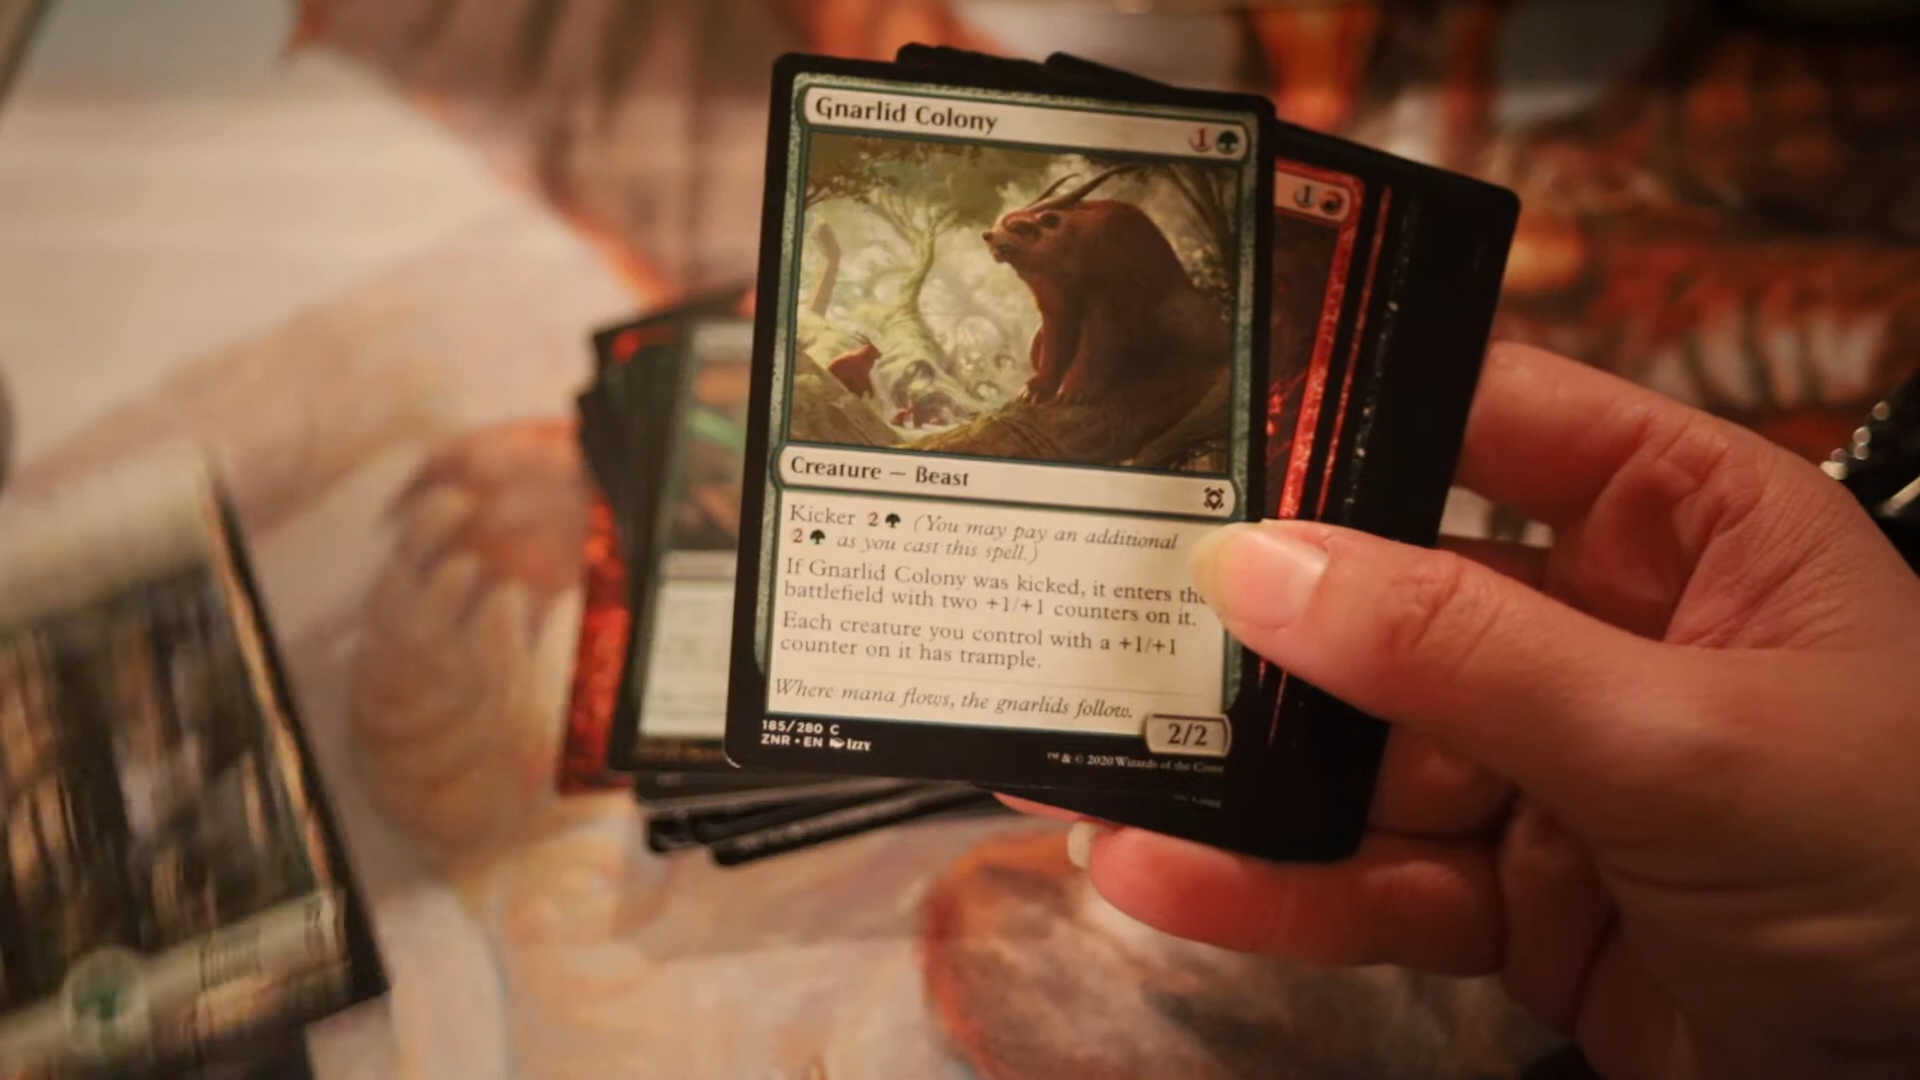 Gnarlid Colony 1
1
Creature — Beast
Kicker 2 (You may pay an additional
2 as you cast this spell.)
If Gnarlid Colony was kicked, it enters the
battlefield with two +1/+1 counters on it.
Each creature you control with a +1/+1
counter on it has trample.
Where mana flows, the gnarlids follow.
185/280 C
ZNR • EN Izzy
2/2
™ & © 2020 Wizards of the Coast